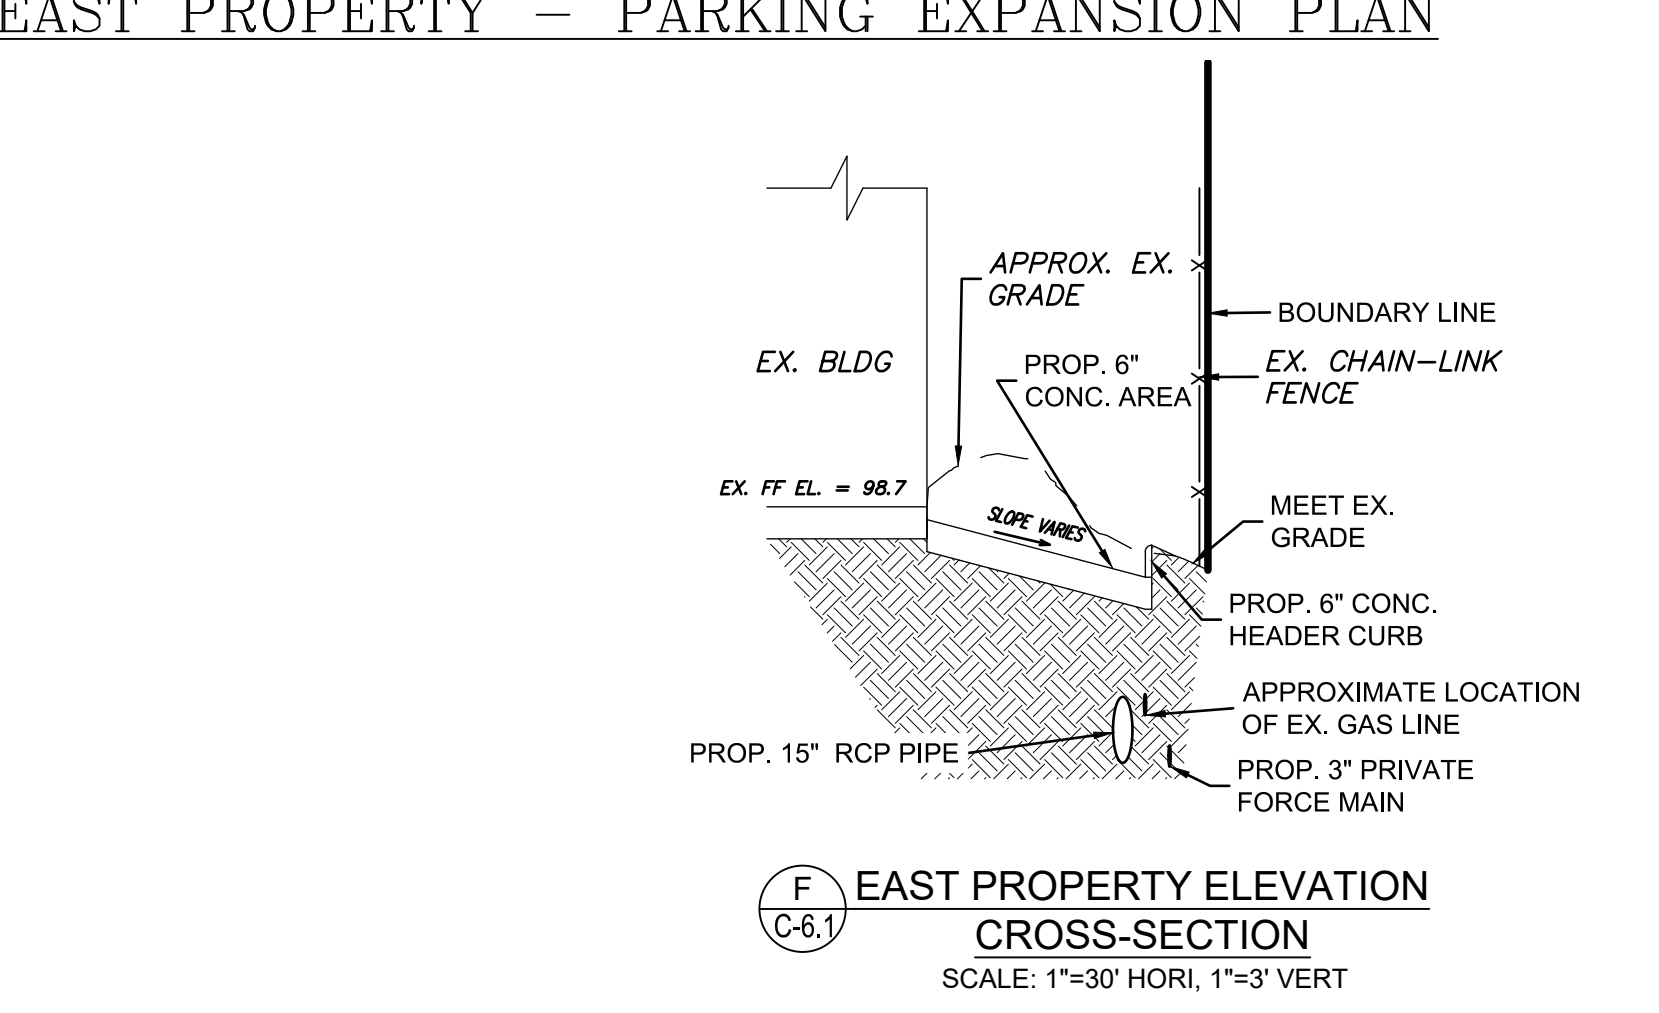 EAST PROPERTY – PARKING EXPANSION PLAN
APPROX. EX.
GRADE
BOUNDARY LINE
EX. BLDG
PROP. 6"
CONC. AREA
EX. CHAIN–LINK
FENCE
EX. FF EL. = 98.7
SLOPE VARIES
MEET EX.
GRADE
PROP. 6" CONC.
HEADER CURB
APPROXIMATE LOCATION
OF EX. GAS LINE
PROP. 15" RCP PIPE
PROP. 3" PRIVATE
FORCE MAIN
F
C-6.1
EAST PROPERTY ELEVATION
CROSS-SECTION
SCALE: 1"=30' HORI, 1"=3' VERT